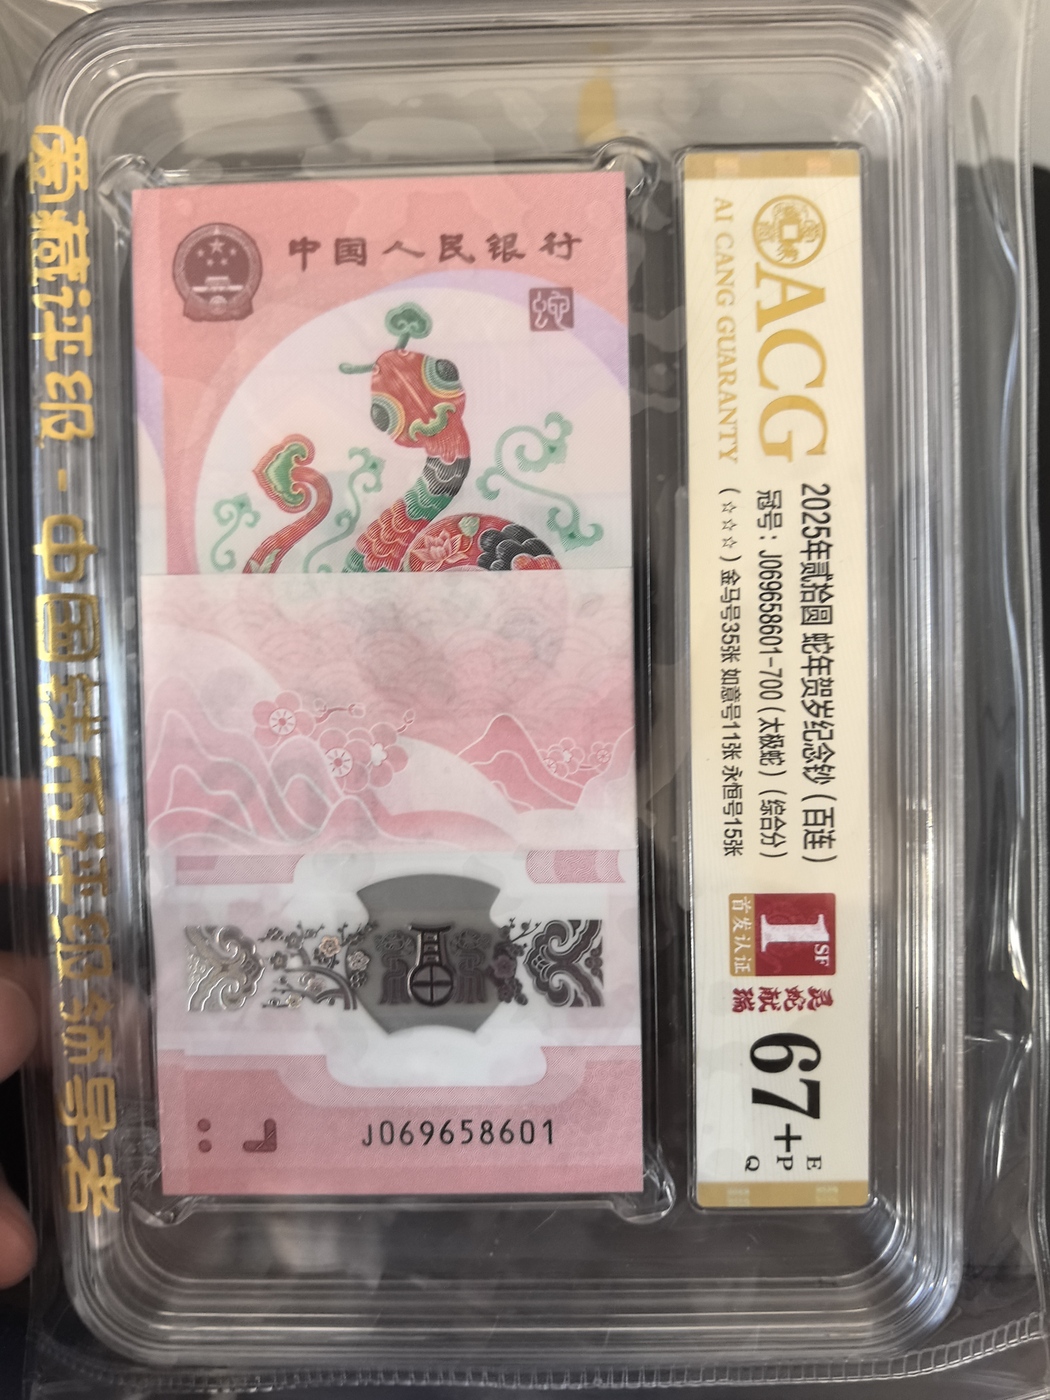 爱藏评级-中国钱币评级领导者
中国人民银行
蛇
J069658601
ACG
AI CANG GUARANTY
2025年贰拾圆 蛇年贺岁纪念钞（百连）
冠号：J069658601-700（太极蛇）（综合分）
（☆☆☆）金马号35张 如意号11张 永恒号15张
1
ST
首发认证
灵蛇献瑞
67+
E
P
Q